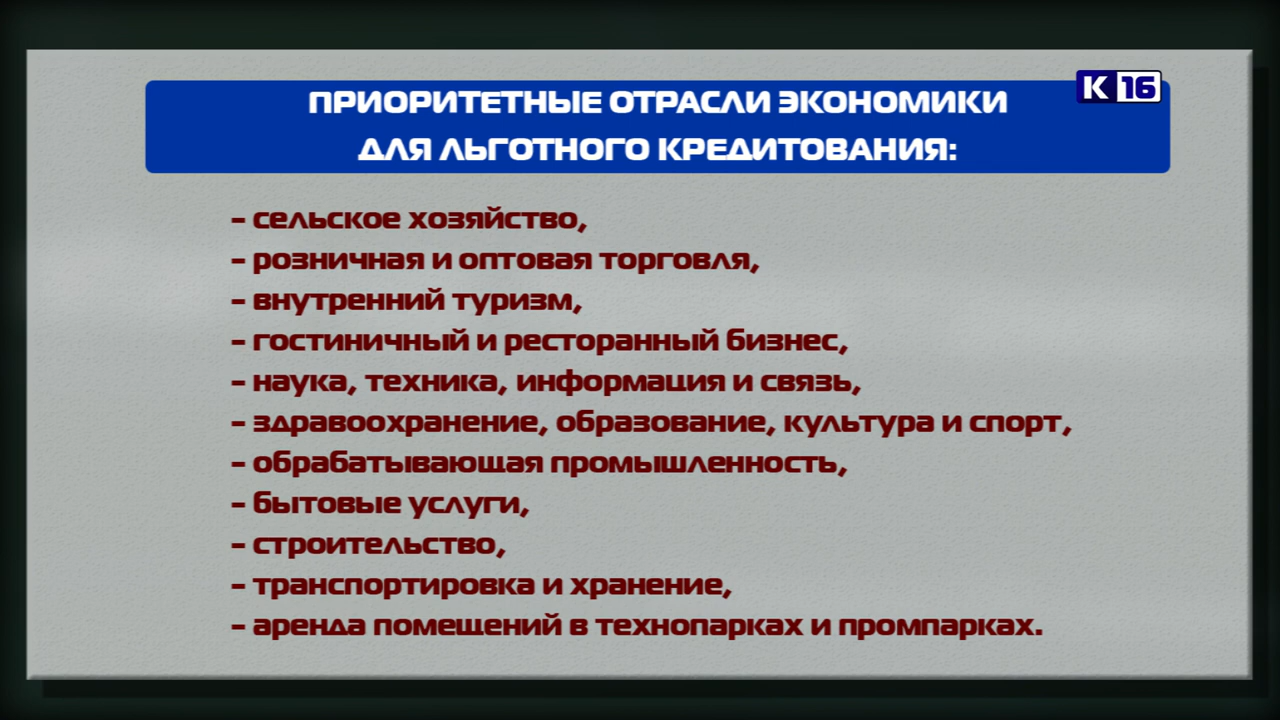 К 16
ПРИОРИТЕТНЫЕ ОТРАСЛИ ЭКОНОМИКИ
ДЛЯ ЛЬГОТНОГО КРЕДИТОВАНИЯ:
- сельское хозяйство,
- розничная и оптовая торговля,
- внутренний туризм,
- гостиничный и ресторанный бизнес,
- наука, техника, информация и связь,
- здравоохранение, образование, культура и спорт,
- обрабатывающая промышленность,
- бытовые услуги,
- строительство,
- транспортировка и хранение,
- аренда помещений в технопарках и промпарках.